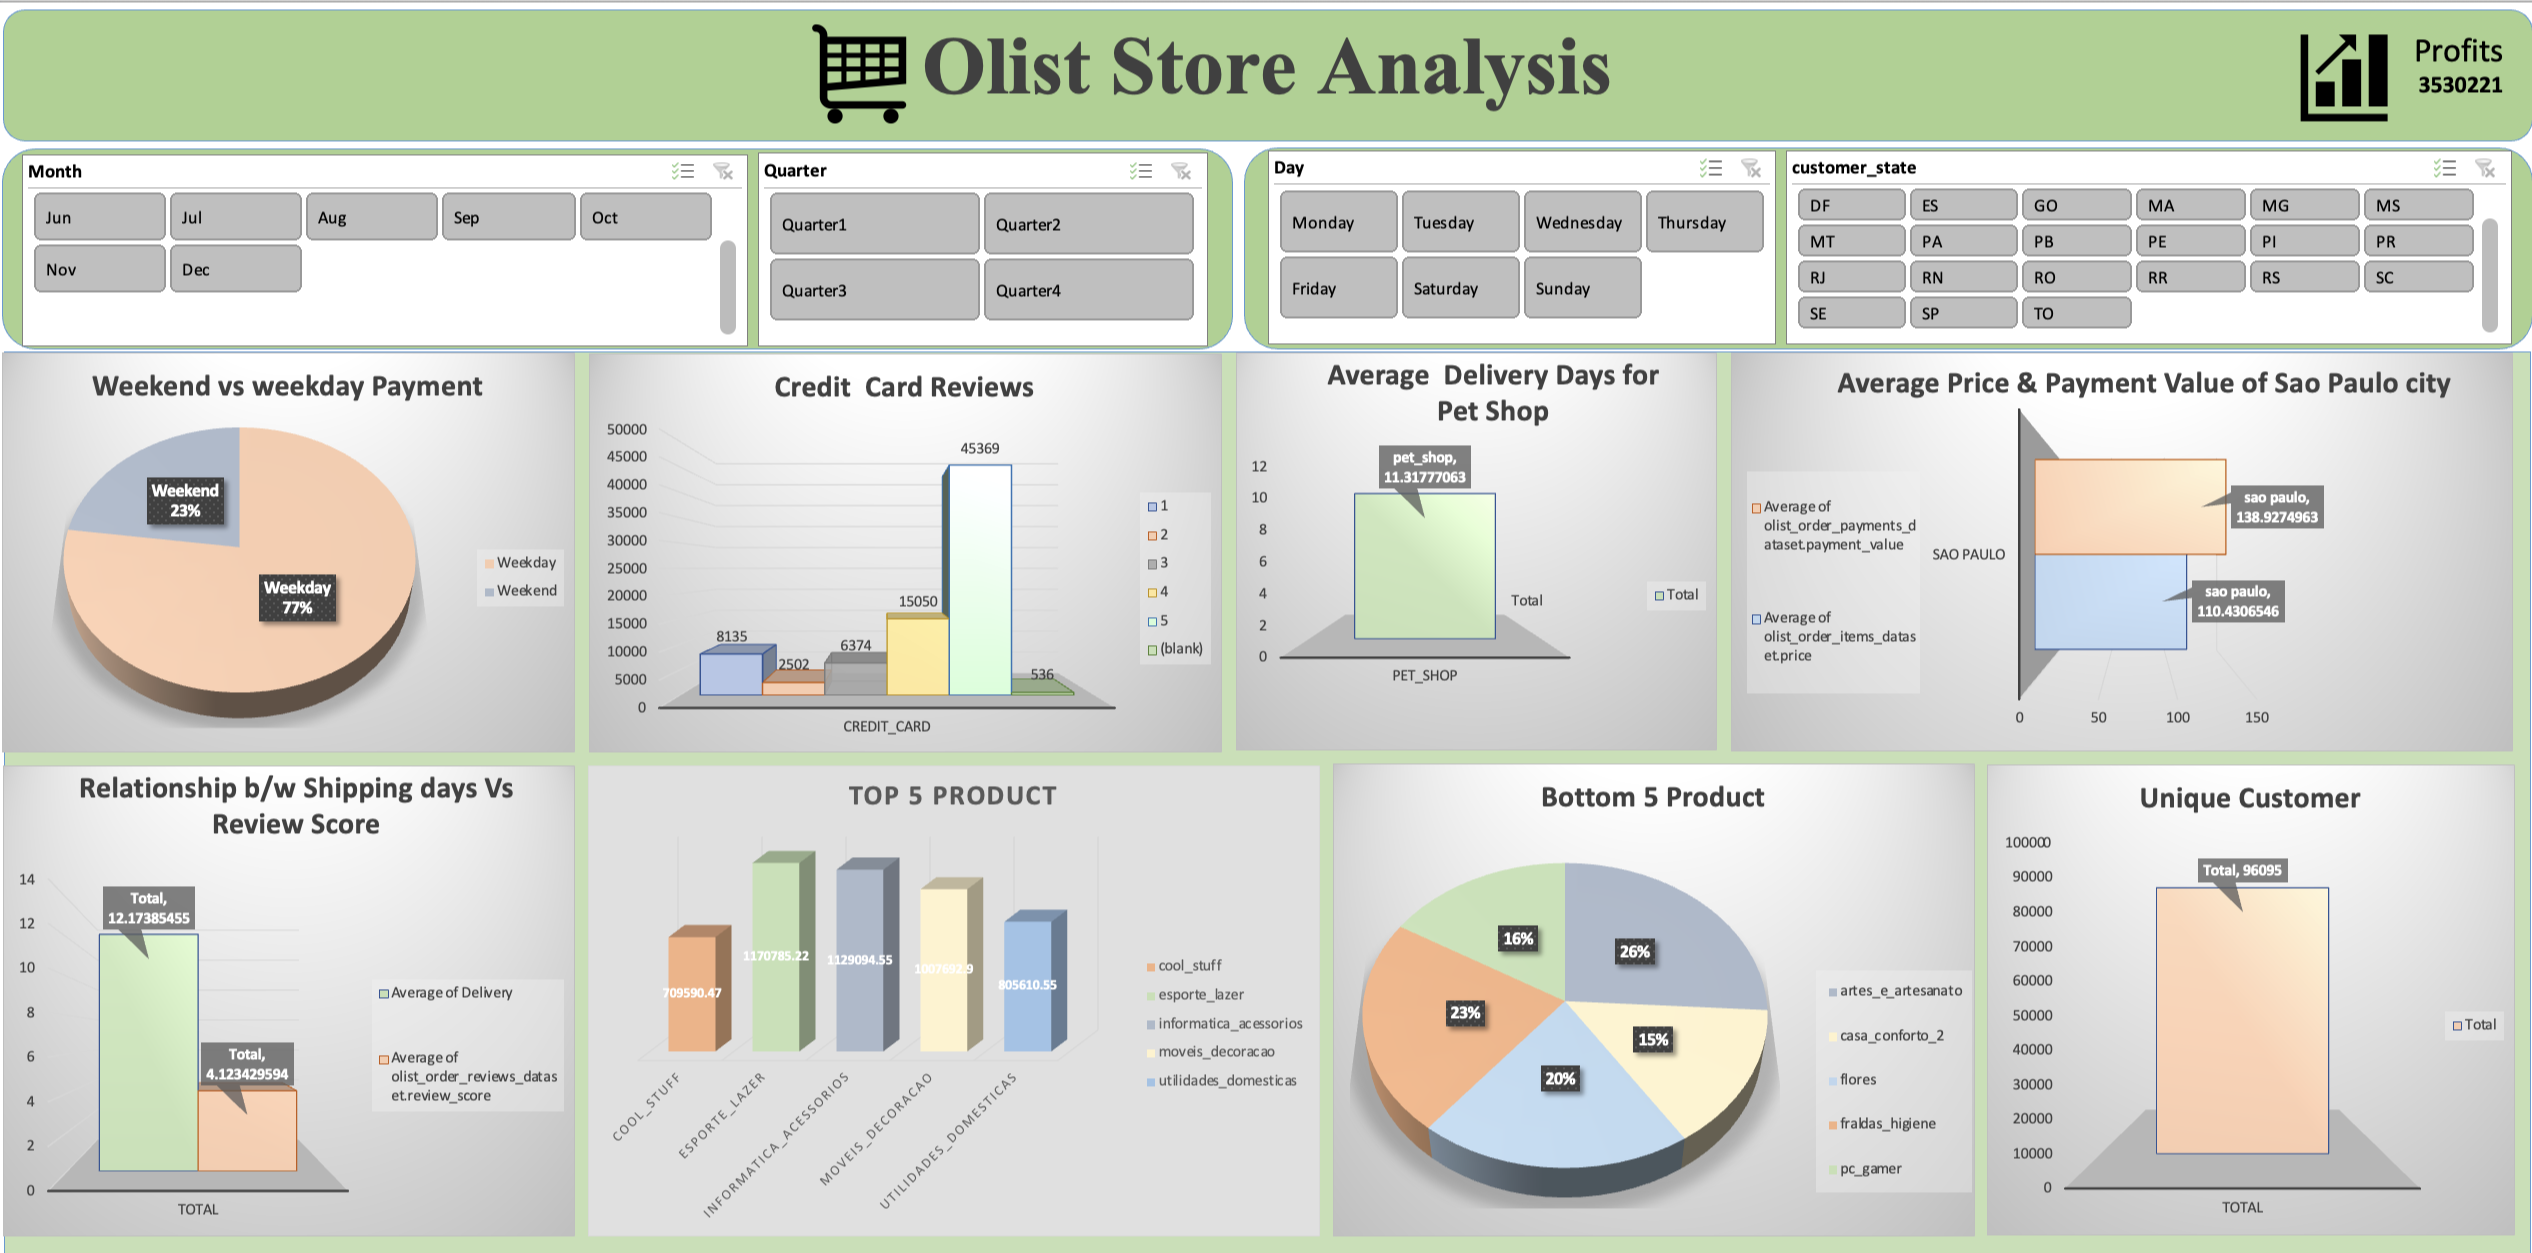 Olist Store Analysis
Profits
3530221
Month
Jun
Jul
Aug
Sep
Oct
Nov
Dec
Quarter
Quarter1
Quarter2
Quarter3
Quarter4
Day
Monday
Tuesday
Wednesday
Thursday
Friday
Saturday
Sunday
customer_state
DF
ES
GO
MA
MG
MS
MT
PA
PB
PE
PI
PR
RJ
RN
RO
RR
RS
SC
SE
SP
TO
Weekend vs weekday Payment
Weekend
23%
Weekday
77%
Weekday
Weekend
Credit  Card Reviews
50000
45000
40000
35000
30000
25000
20000
15000
10000
5000
0
8135
2502
6374
15050
45369
536
CREDIT_CARD
1
2
3
4
5
(blank)
Average  Delivery Days for
Pet Shop
12
10
8
6
4
2
0
pet_shop,
11.31777063
Total
PET_SHOP
Total
Average Price & Payment Value of Sao Paulo city
Average of
olist_order_payments_d
ataset.payment_value
Average of
olist_order_items_datas
et.price
SAO PAULO
sao paulo,
138.9274963
sao paulo,
110.4306546
0
50
100
150
Relationship b/w Shipping days Vs
Review Score
14
12
10
8
6
4
2
0
Total,
12.17385455
Total,
4.123429594
TOTAL
Average of Delivery
Average of
olist_order_reviews_datas
et.review_score
TOP 5 PRODUCT
709590.47
1170785.22
1129094.55
1007692.9
805610.55
COOL_STUFF
ESPORTE_LAZER
INFORMATICA_ACESSORIOS
MOVEIS_DECORACAO
UTILIDADES_DOMESTICAS
cool_stuff
esporte_lazer
informatica_acessorios
moveis_decoracao
utilidades_domesticas
Bottom 5 Product
16%
26%
23%
15%
20%
artes_e_artesanato
casa_conforto_2
flores
fraldas_higiene
pc_gamer
Unique Customer
100000
90000
80000
70000
60000
50000
40000
30000
20000
10000
0
Total, 96095
TOTAL
Total